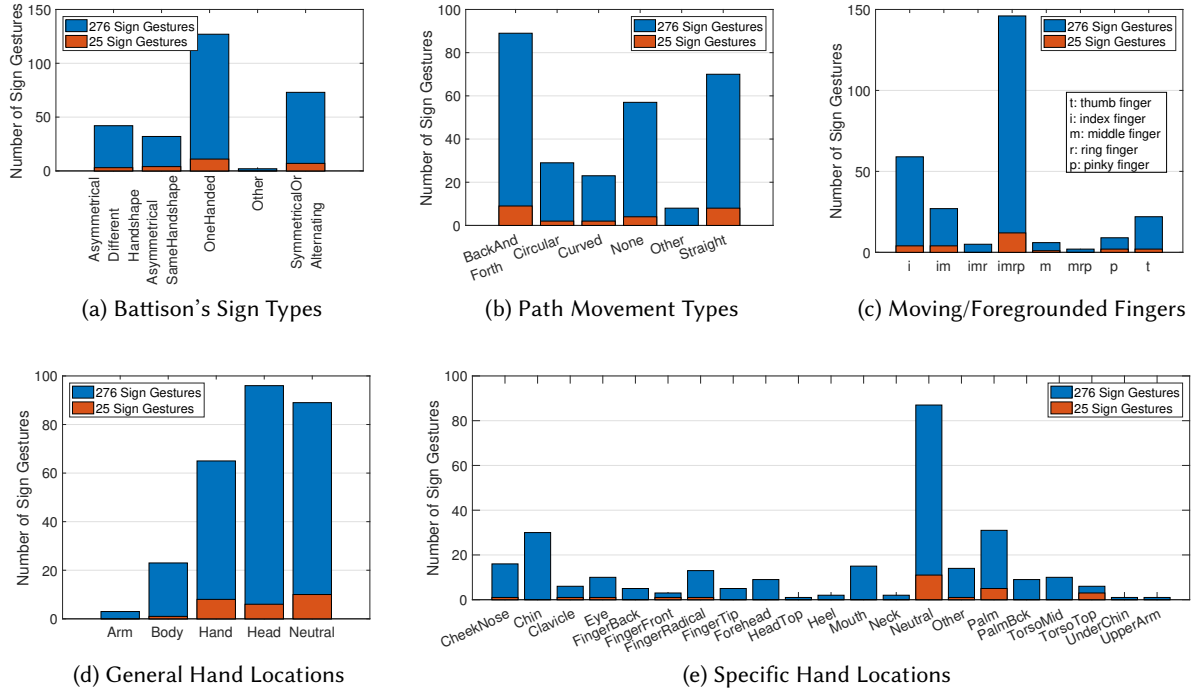 150
100
50
0
Number of Sign Gestures
276 Sign Gestures
25 Sign Gestures
Asymmetrical
Different
Handshape
Asymmetrical
SameHandshape
OneHanded
Other
SymmetricalOr
Alternating
(a) Battison's Sign Types
100
80
60
40
20
0
Number of Sign Gestures
276 Sign Gestures
25 Sign Gestures
BackAnd
Forth
Circular
Curved
None
Other
Straight
(b) Path Movement Types
150
100
50
0
Number of Sign Gestures
276 Sign Gestures
25 Sign Gestures
t: thumb finger
i: index finger
m: middle finger
r: ring finger
p: pinky finger
i im imr imrp m mrp p t
(c) Moving/Foregrounded Fingers
100
80
60
40
20
0
Number of Sign Gestures
276 Sign Gestures
25 Sign Gestures
Arm Body Hand Head Neutral
(d) General Hand Locations
100
80
60
40
20
0
Number of Sign Gestures
276 Sign Gestures
25 Sign Gestures
CheekNose
Chin
Clavicle
Eye
FingerBack
FingerFront
FingerRadical
FingerTip
Forehead
HeadTop
Heel
Mouth
Neck
Neutral
Other
Palm
PalmBck
TorsoMid
TorsoTop
UnderChin
UpperArm
(e) Specific Hand Locations